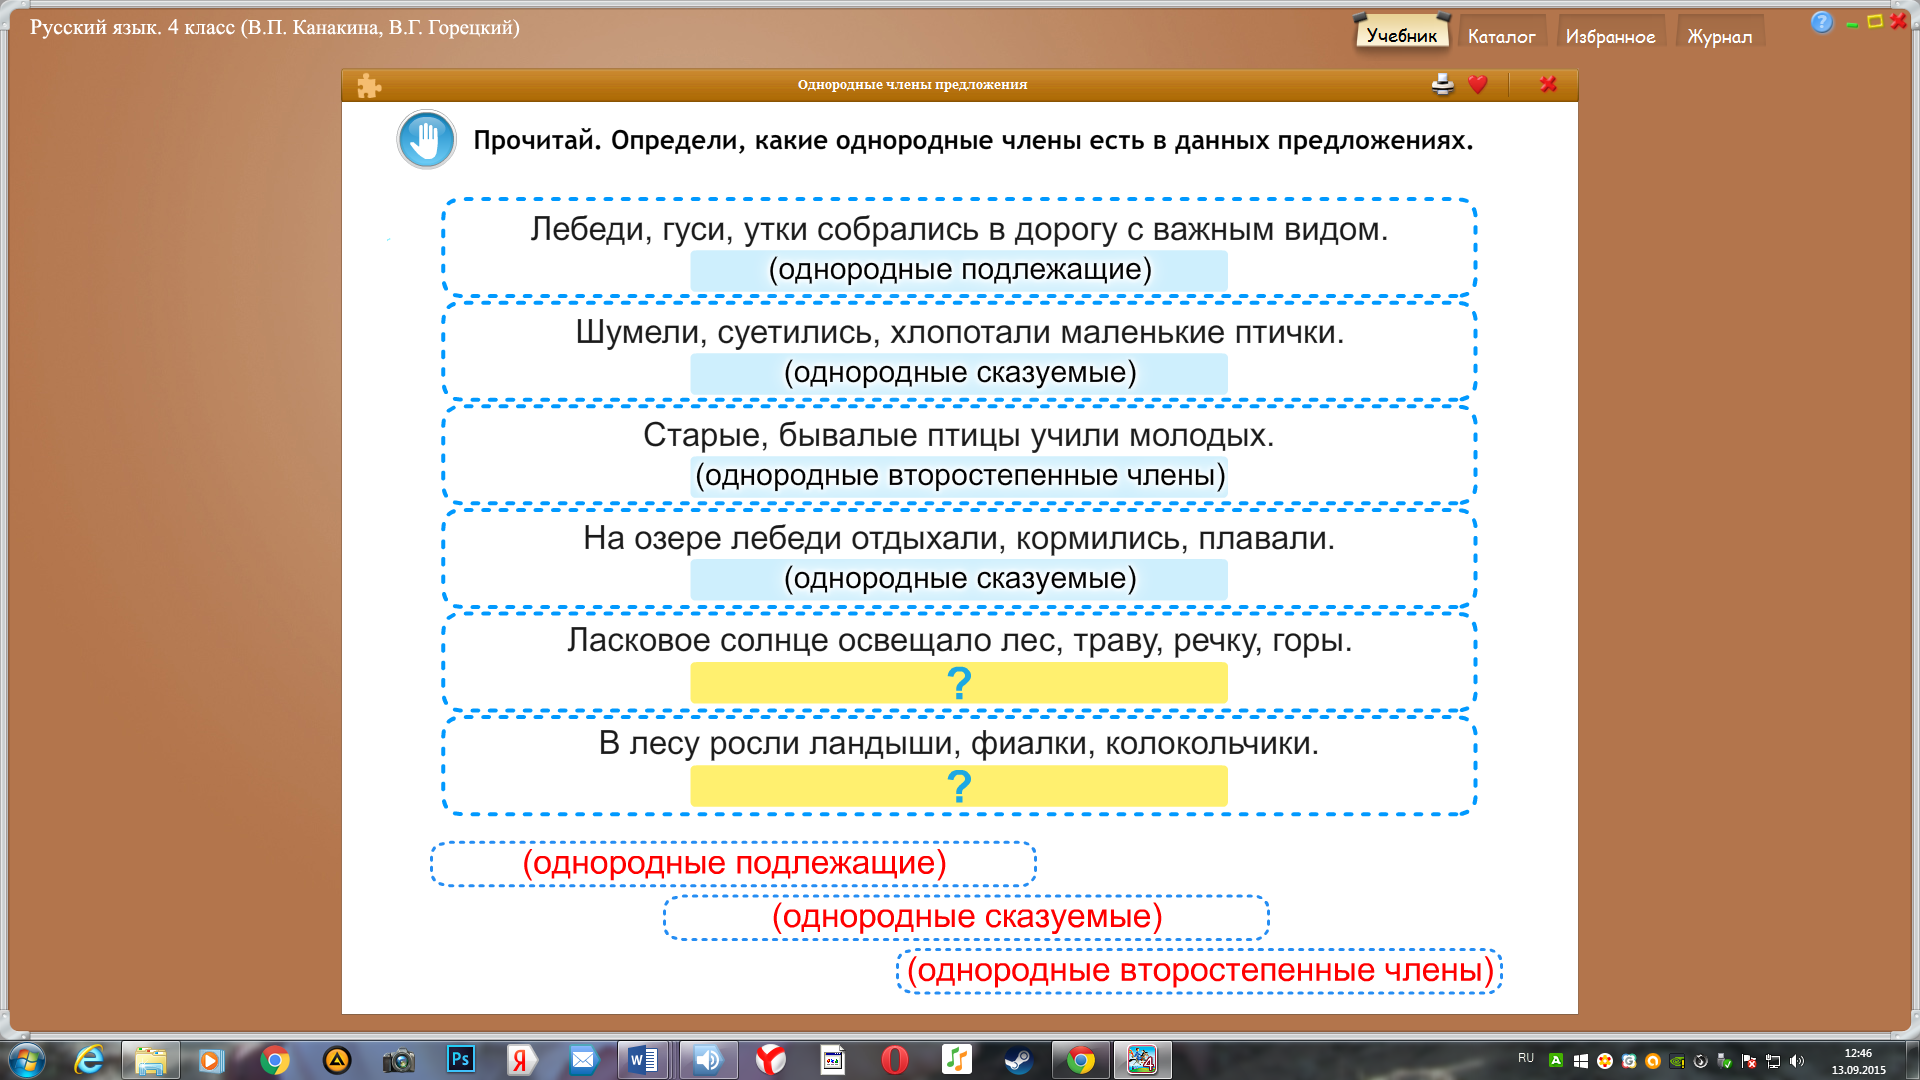 Русский язык. 4 класс (В.П. Канакина, В.Г. Горецкий)
Учебник Каталог Избранное Журнал
Однородные члены предложения
Прочитай. Определи, какие однородные члены есть в данных предложениях.
Лебеди, гуси, утки собрались в дорогу с важным видом.
(однородные подлежащие)
Шумели, суетились, хлопотали маленькие птички.
(однородные сказуемые)
Старые, бывалые птицы учили молодых.
(однородные второстепенные члены)
На озере лебеди отдыхали, кормились, плавали.
(однородные сказуемые)
Ласковое солнце освещало лес, траву, речку, горы.
?
В лесу росли ландыши, фиалки, колокольчики.
?
(однородные подлежащие)
(однородные сказуемые)
(однородные второстепенные члены)
RU
12:46
13.09.2015